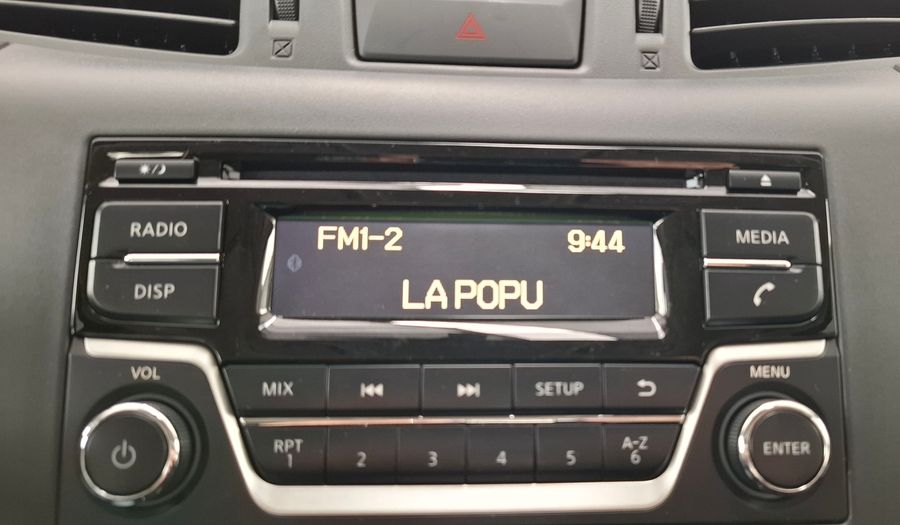 RADIO
DISP
FM1-2
9:44
LA POPU
MEDIA
VOL
MIX
SETUP
MENU
RPT
1
2
3
4
5
A-Z
6
ENTER